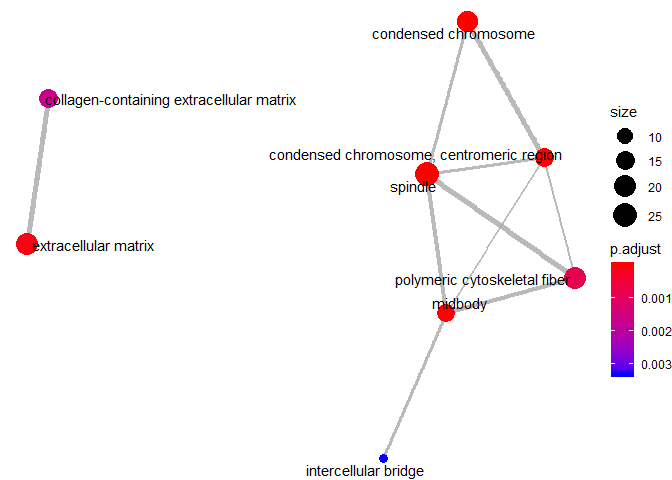 condensed chromosome
collagen-containing extracellular matrix
condensed chromosome, centromeric region
spindle
extracellular matrix
polymeric cytoskeletal fiber
midbody
intercellular bridge
size
10
15
20
25
p.adjust
0.001
0.002
0.003